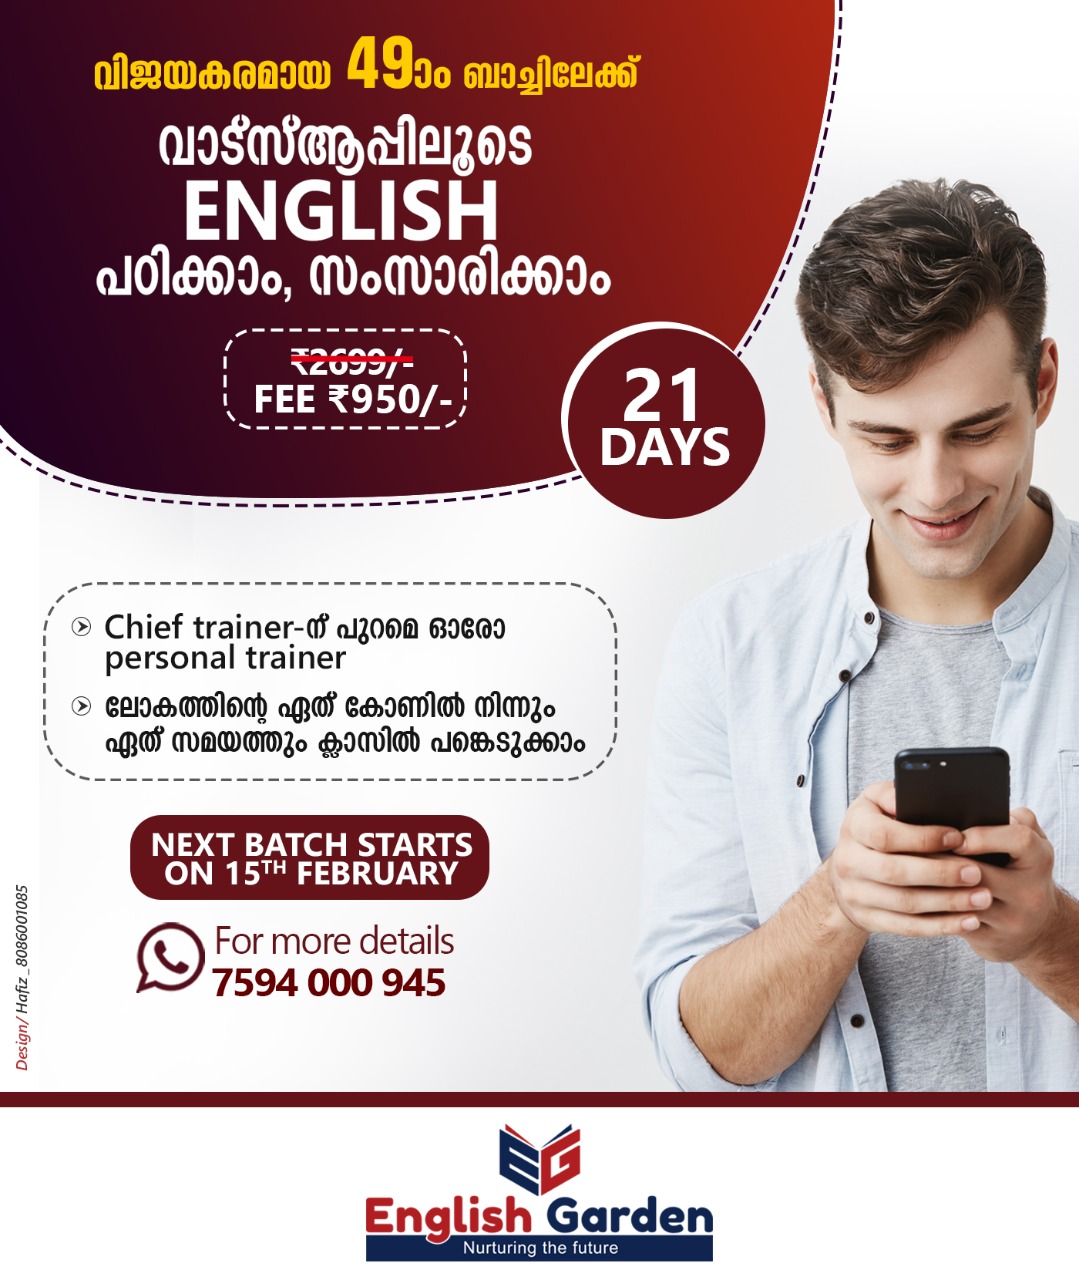 വിജയകരമായ 49ാം ബാച്ചിലേക്ക്
വാട്സ്ആപ്പിലൂടെ
ENGLISH
പഠിക്കാം, സംസാരിക്കാം
₹2699/-
FEE ₹950/-
21
DAYS
Chief trainer-ന് പുറമെ ഓരോ
personal trainer
ലോകത്തിന്റെ ഏത് കോണിൽ നിന്നും
ഏത് സമയത്തും ക്ലാസിൽ പങ്കെടുക്കാം
NEXT BATCH STARTS
ON 15TH FEBRUARY
For more details
7594 000 945
Design/ Hafiz_8086001085
EG
English Garden
Nurturing the future